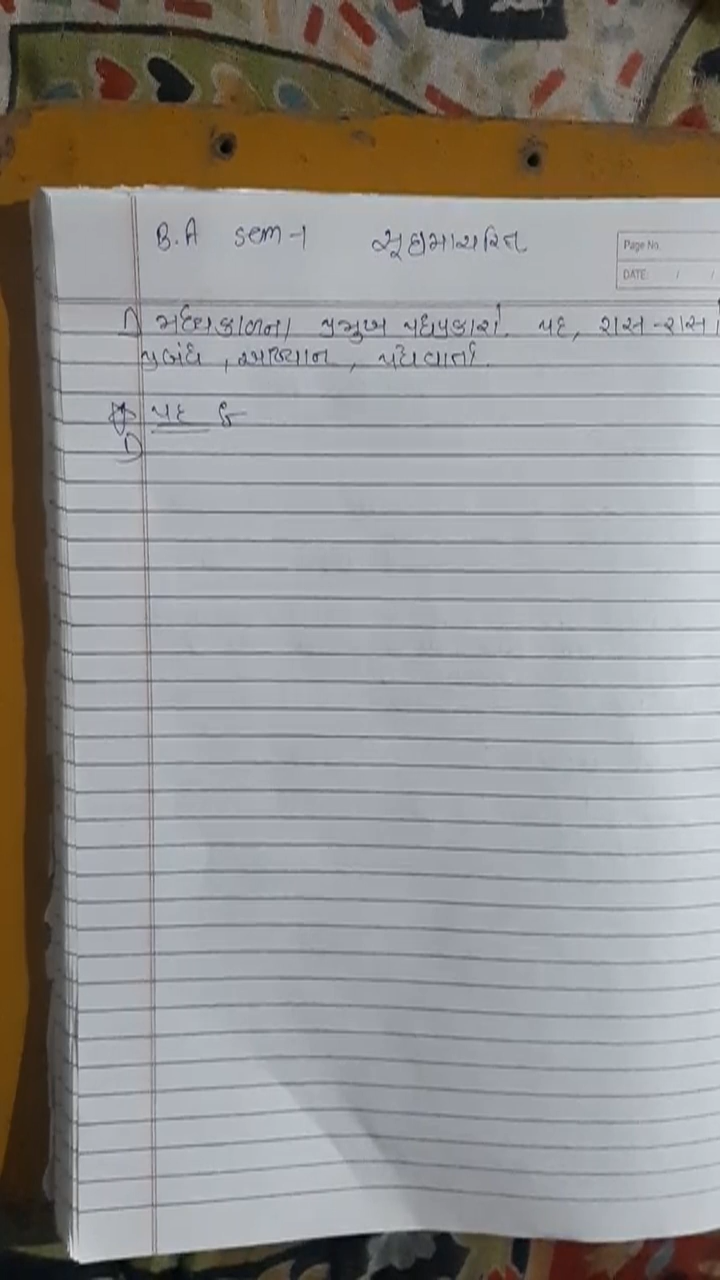 B.A sem-1 સૂદામાચરિત
Page No.
DATE: / /
1) મધ્યકાળના પ્રમુખ પદ્યપ્રકારો. પદ, રાસ-રાસો
પ્રબંધ, આખ્યાન, પદ્યવાર્તા.
* પદ :-
1)